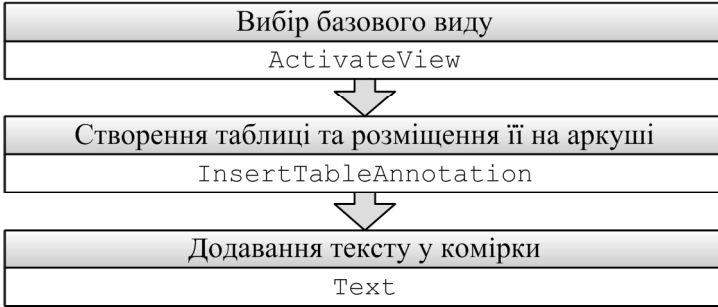 Вибір базового виду
ActivateView
Створення таблиці та розміщення її на аркуші
InsertTableAnnotation
Додавання тексту у комірки
Text